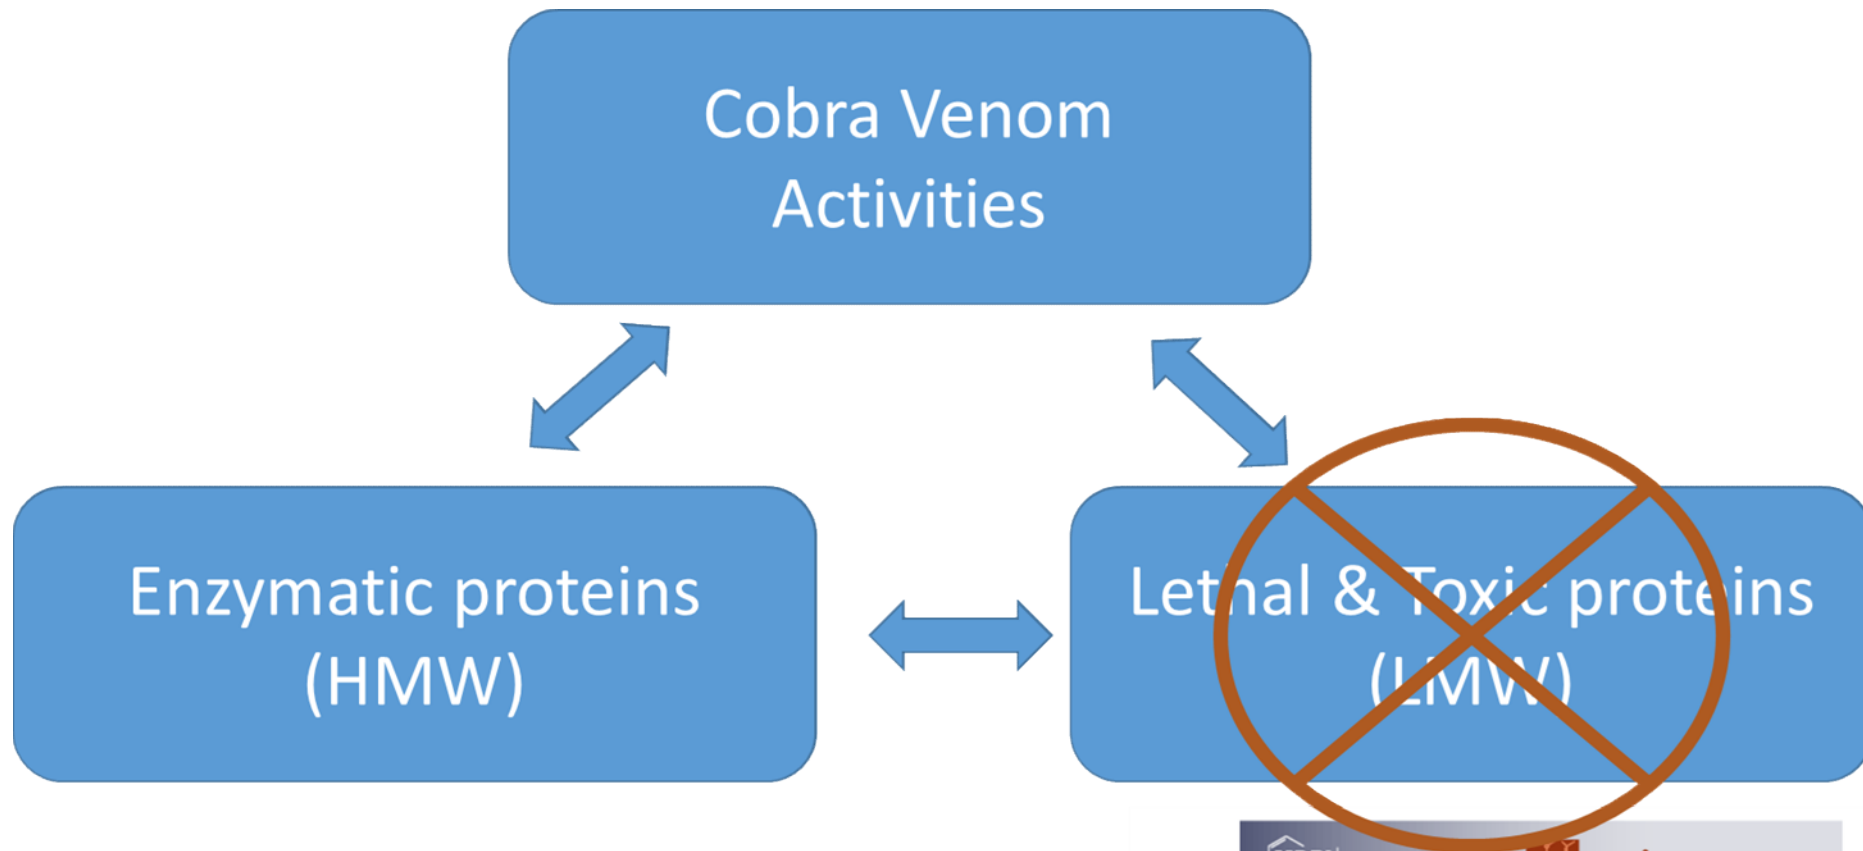 Cobra Venom
Activities
Enzymatic proteins
(HMW)
Lethal & Toxic proteins
(LMW)